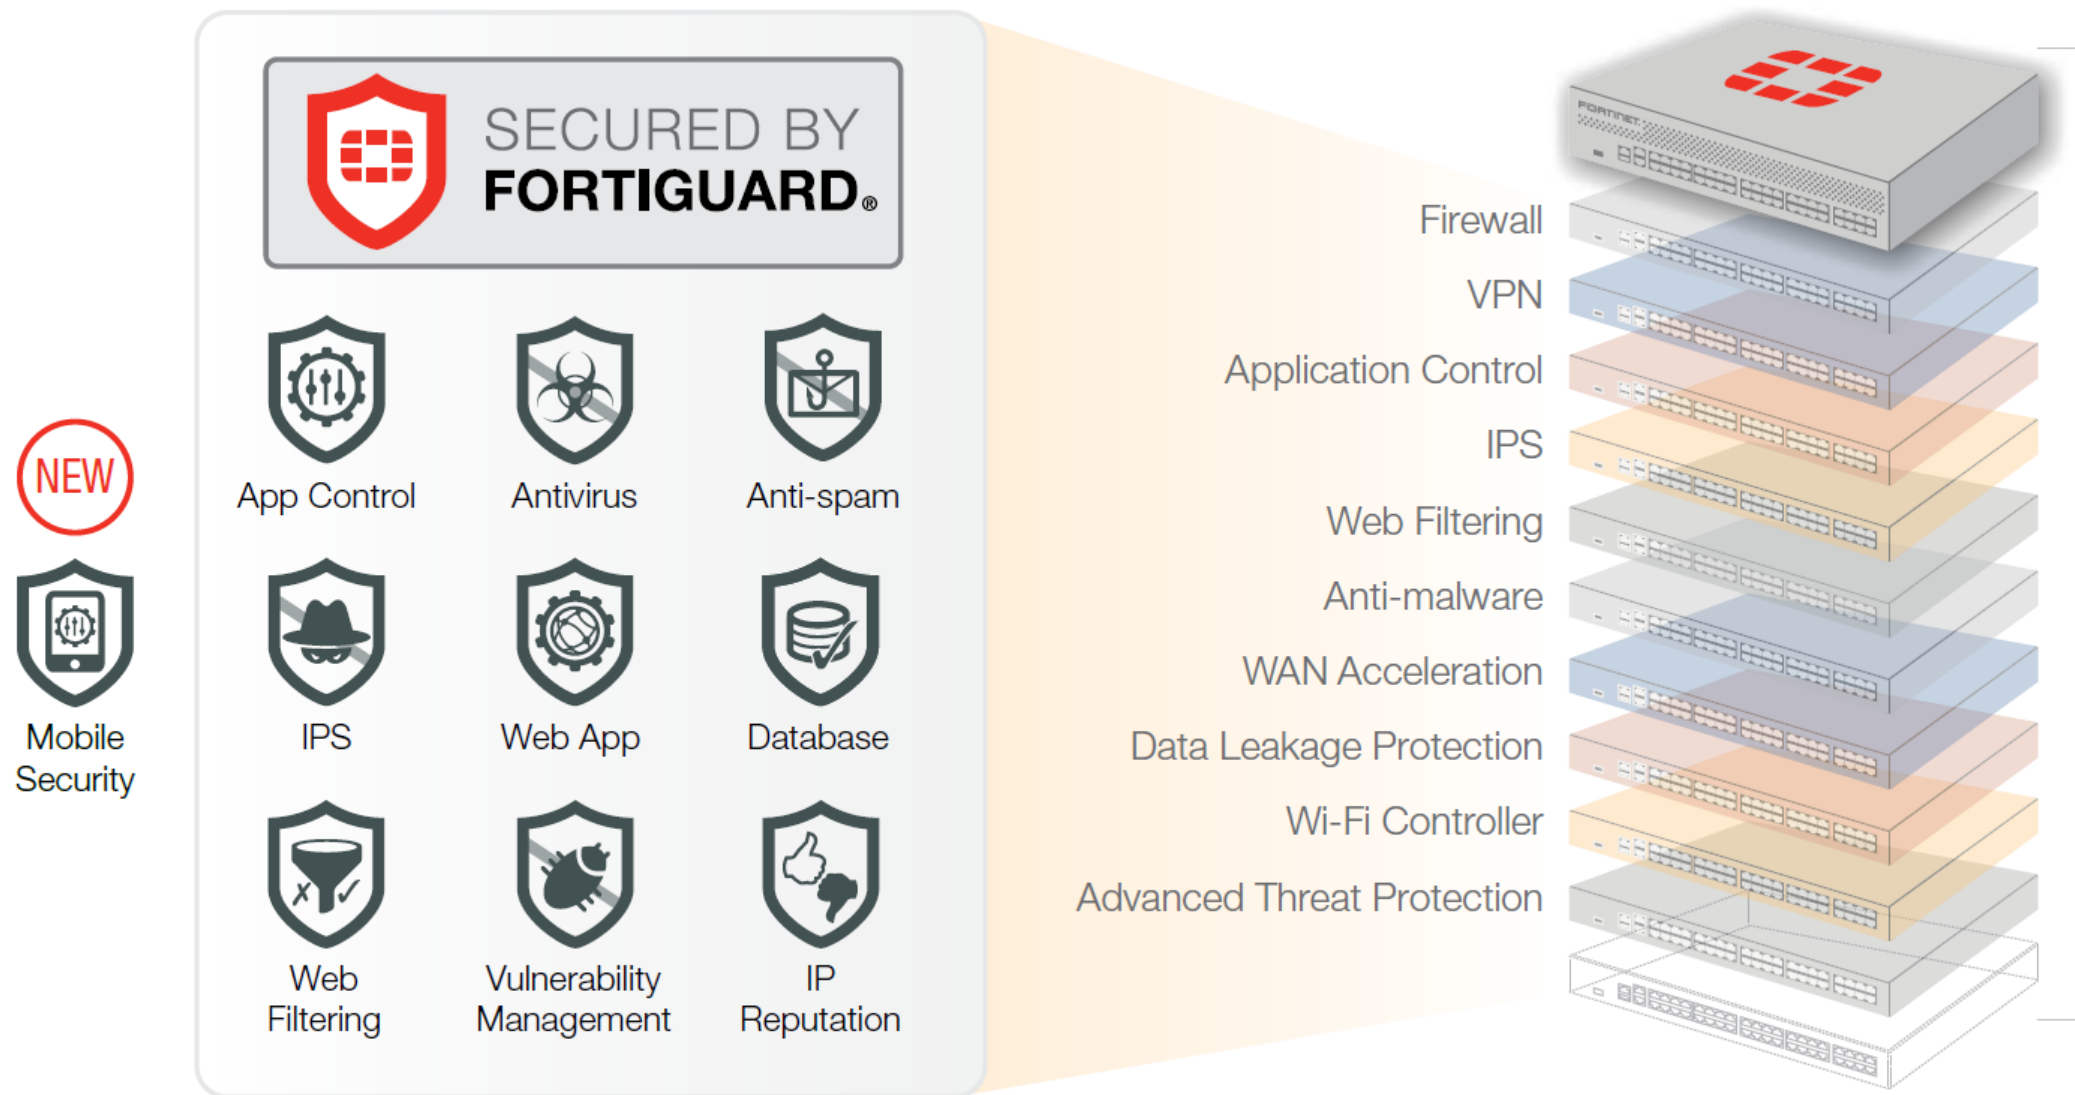 SECURED BY
FORTIGUARD®
App Control
Antivirus
Anti-spam
NEW
Mobile
Security
IPS
Web App
Database
Web
Filtering
Vulnerability
Management
IP
Reputation
FORTINET
Firewall
VPN
Application Control
IPS
Web Filtering
Anti-malware
WAN Acceleration
Data Leakage Protection
Wi-Fi Controller
Advanced Threat Protection